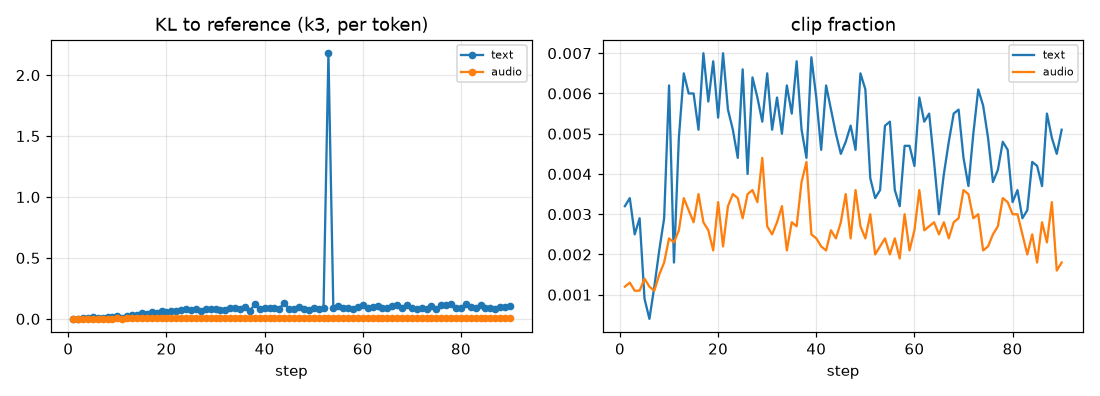 KL to reference (k3, per token)
2.0
1.5
1.0
0.5
0.0
0
20
40
60
80
step
text
audio
clip fraction
0.007
0.006
0.005
0.004
0.003
0.002
0.001
0
20
40
60
80
step
text
audio